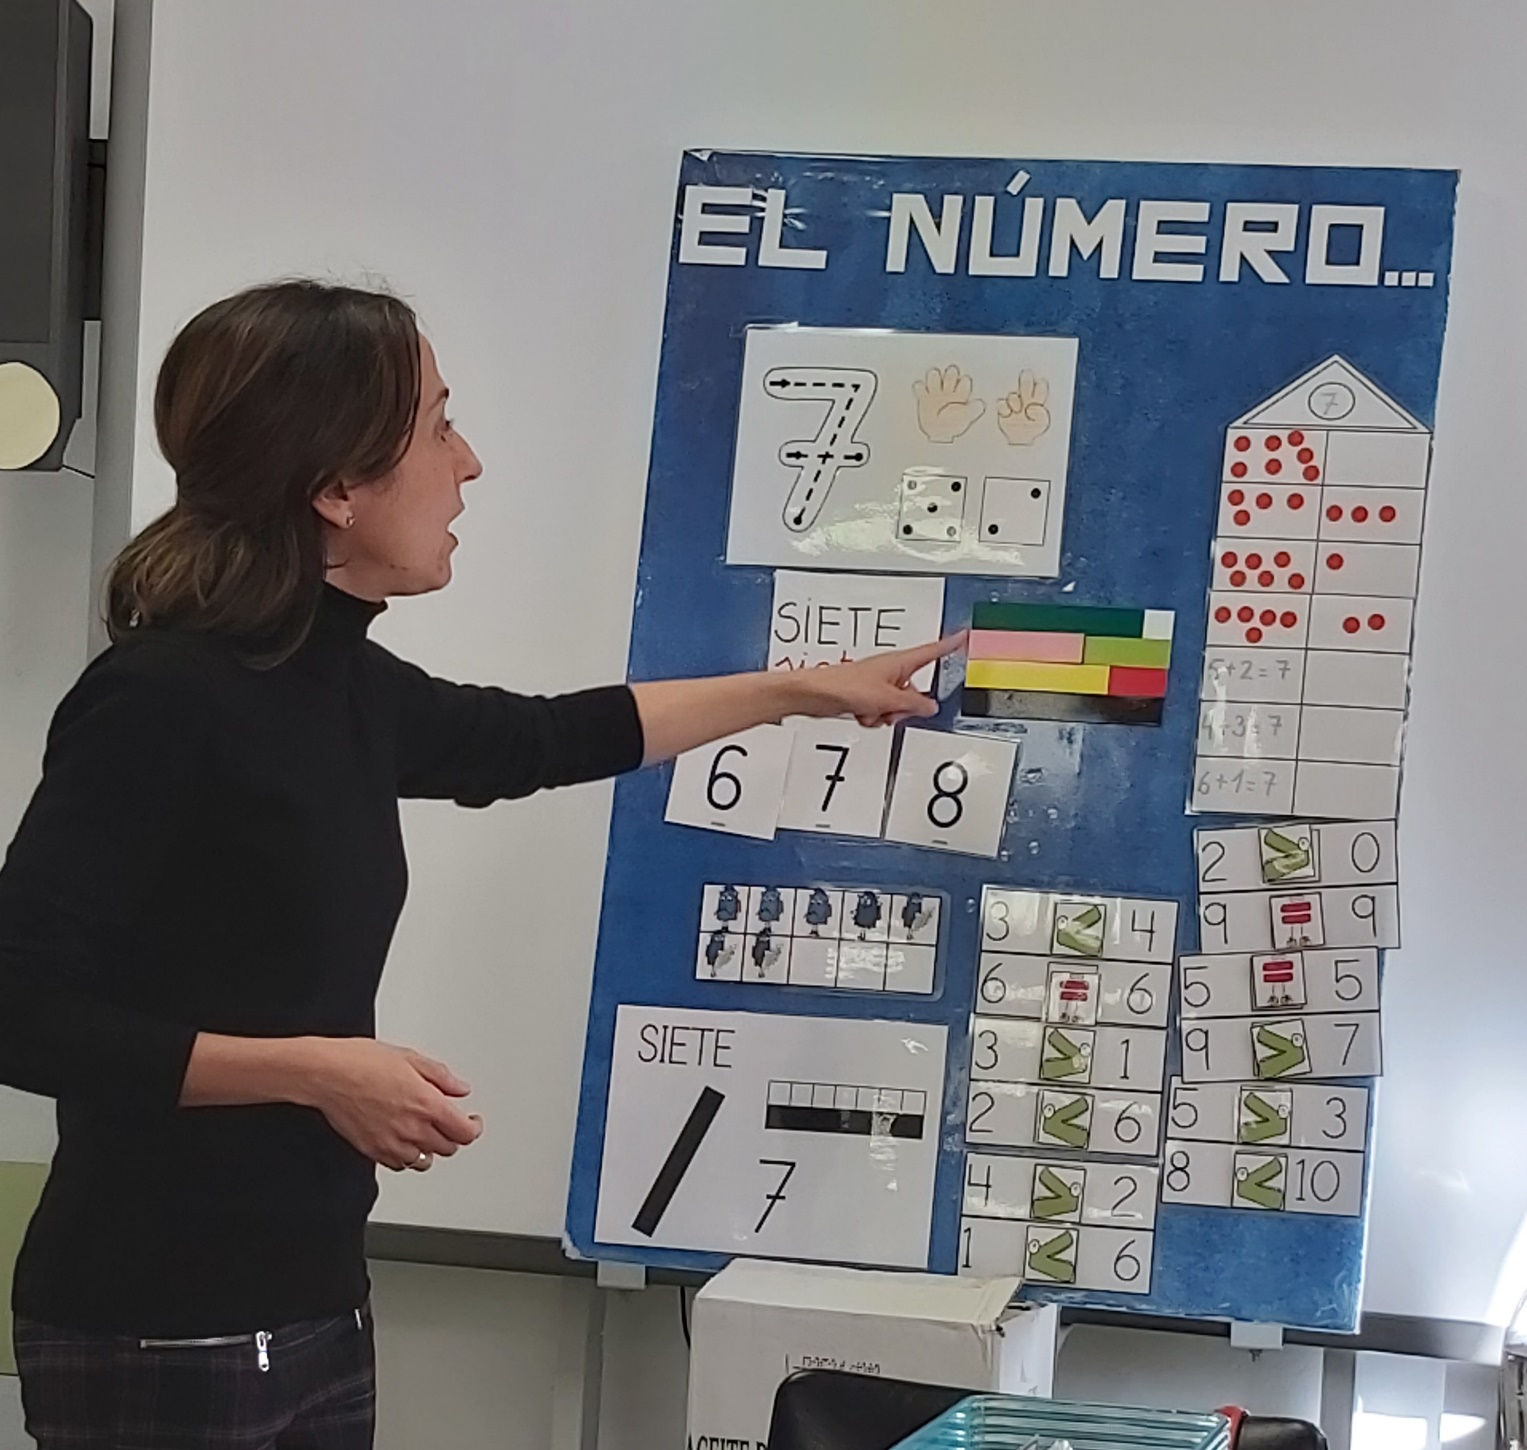 EL NÚMERO...
7
7
SIETE
5+2=7
4+3=7
6+1=7
6 7 8
2 > 0
9 = 9
3 < 4
6 = 6
5 = 5
3 > 1
9 > 7
2 < 6
5 > 3
4 > 2
8 < 10
1 < 6
SIETE
7
ACEITE